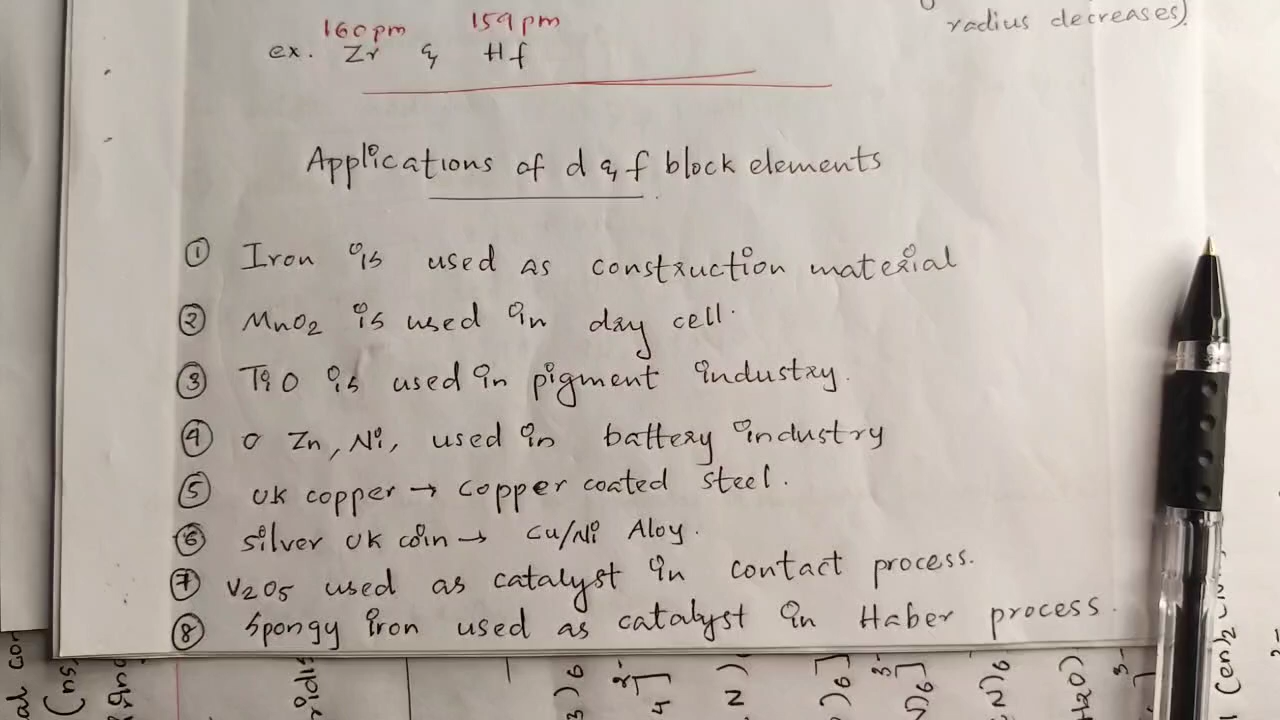 radius decreases)
160pm 159pm
ex. Zr & Hf
Applications of d & f block elements
① Iron is used as construction material
② MnO2 is used in dry cell.
③ TiO is used in pigment industry.
④ Zn, Ni, used in battery industry
⑤ UK copper → copper coated steel.
⑥ silver UK coin → Cu/Ni Aloy.
⑦ V2O5 used as catalyst in contact process.
⑧ Spongy iron used as catalyst in Haber process.